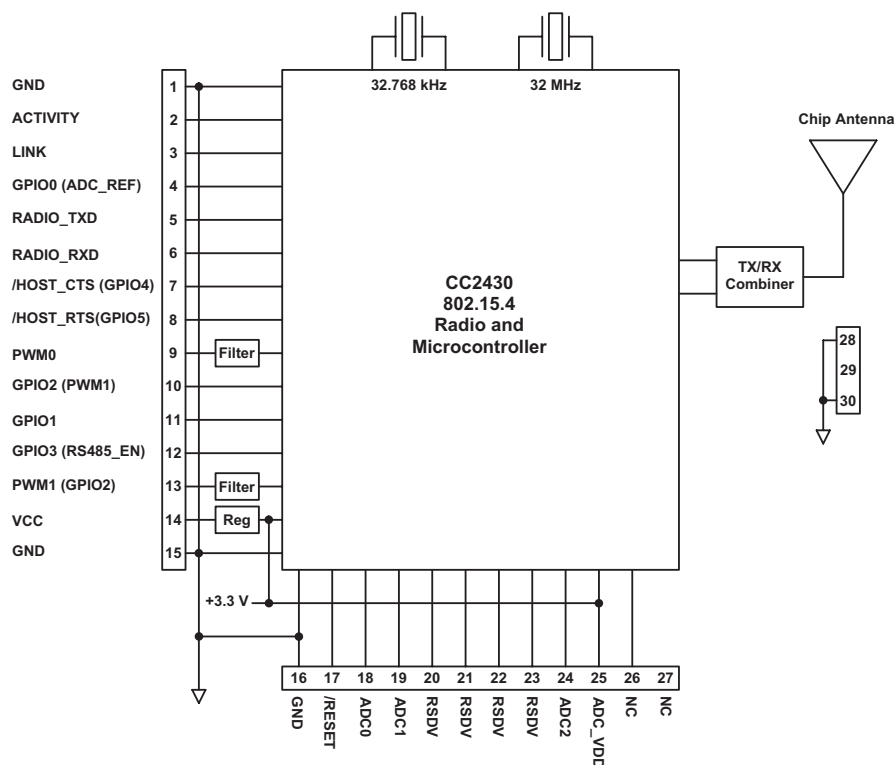 32.768 kHz
32 MHz
Chip Antenna
GND 1
ACTIVITY 2
LINK 3
GPIO0 (ADC_REF) 4
RADIO_TXD 5
RADIO_RXD 6
/HOST_CTS (GPIO4) 7
/HOST_RTS(GPIO5) 8
PWM0 9 Filter
GPIO2 (PWM1) 10
GPIO1 11
GPIO3 (RS485_EN) 12
PWM1 (GPIO2) 13 Filter
VCC 14 Reg
GND 15
CC2430
802.15.4
Radio and
Microcontroller
TX/RX
Combiner
28
29
30
+3.3 V
16 17 18 19 20 21 22 23 24 25 26 27
GND
/RESET
ADC0
ADC1
RSDV
RSDV
RSDV
RSDV
ADC2
ADC_VDD
NC
NC